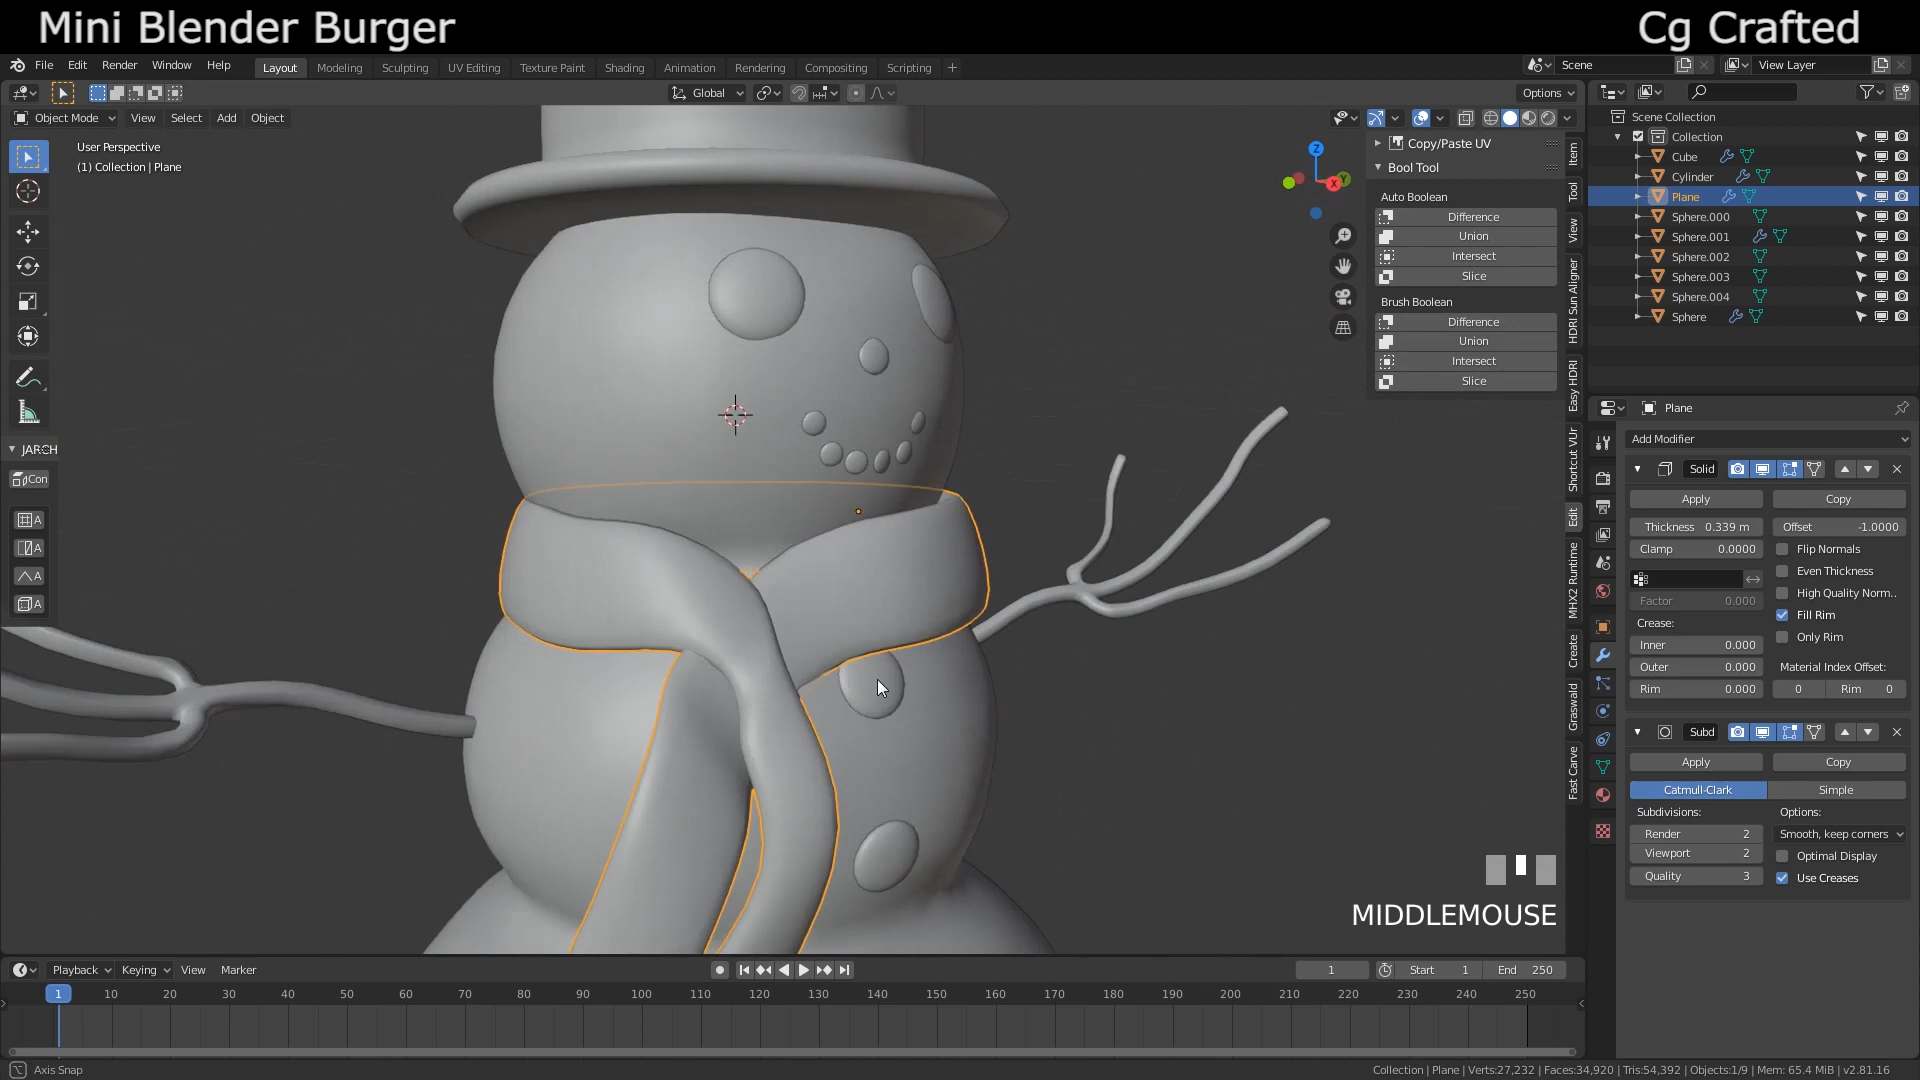 Mini Blender Burger
Cg Crafted
File Edit Render Window Help
Layout Modeling Sculpting UV Editing Texture Paint Shading Animation Rendering Compositing Scripting +
Scene
View Layer
Global
Options
Object Mode View Select Add Object
User Perspective
(1) Collection | Plane
Z
X
Y
JARCH
Con
A
A
A
A
Copy/Paste UV
Bool Tool
Auto Boolean
Difference
Union
Intersect
Slice
Brush Boolean
Difference
Union
Intersect
Slice
Item
Tool
View
HDRI Sun Aligner
Easy HDRI
Shortcut VUr
Edit
MHX2 Runtime
Create
Graswald
Fast Carve
Scene Collection
Collection
Cube
Cylinder
Plane
Sphere.000
Sphere.001
Sphere.002
Sphere.003
Sphere.004
Sphere
Plane
Add Modifier
Solid
Apply Copy
Thickness 0.339 m Offset -1.0000
Clamp 0.0000 Flip Normals
Even Thickness
High Quality Norm..
Factor 0.000
Fill Rim
Crease:
Only Rim
Inner 0.000
Outer 0.000 Material Index Offset:
Rim 0.000 0 Rim 0
Subd
Apply Copy
Catmull-Clark Simple
Subdivisions: Options:
Render 2 Smooth, keep corners
Viewport 2 Optimal Display
Quality 3 Use Creases
MIDDLEMOUSE
Playback Keying View Marker
1 Start 1 End 250
1 10 20 30 40 50 60 70 80 90 100 110 120 130 140 150 160 170 180 190 200 210 220 230 240 250
Axis Snap
Collection | Plane | Verts:27,232 | Faces:34,920 | Tris:54,392 | Objects:1/9 | Mem: 65.4 MiB | v2.81.16